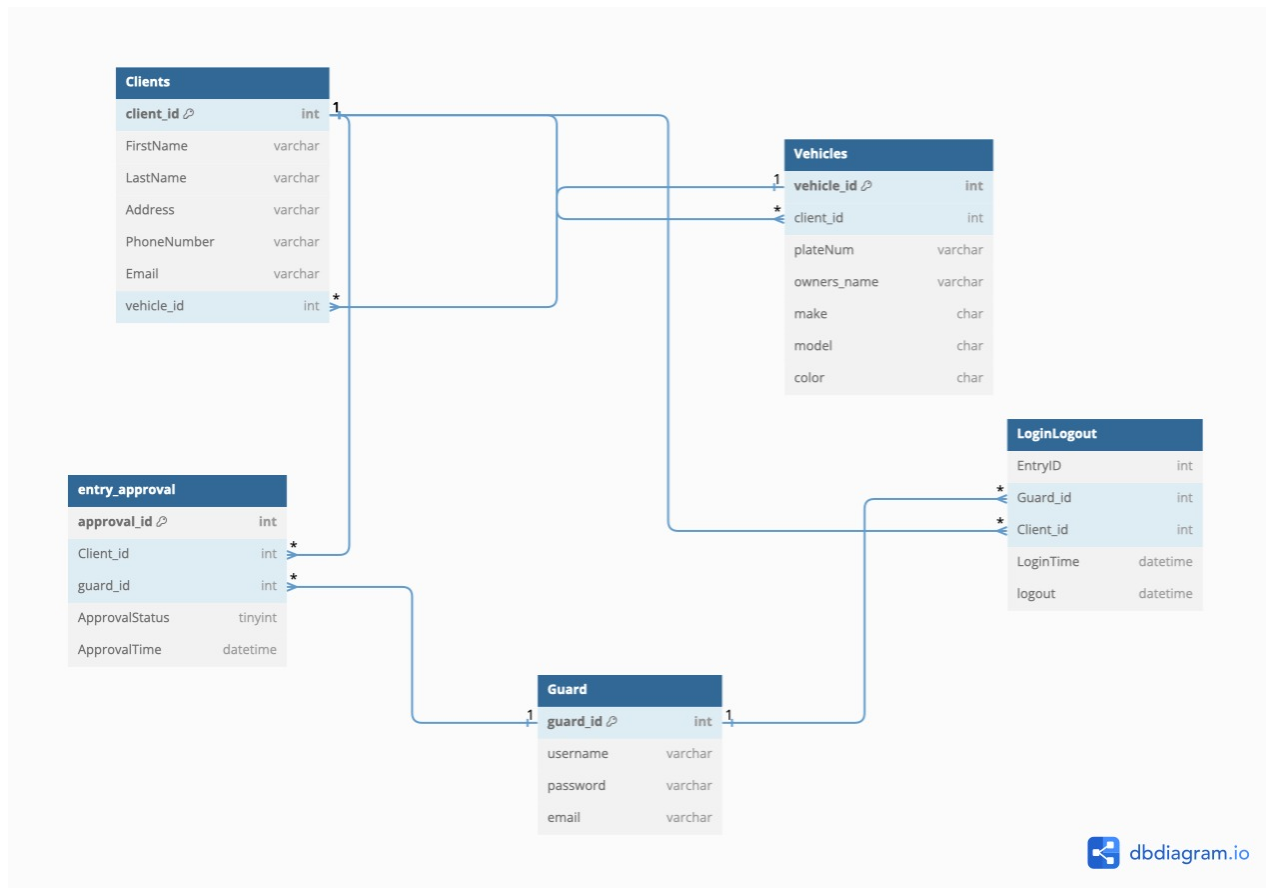 Clients
client_id int
FirstName varchar
LastName varchar
Address varchar
PhoneNumber varchar
Email varchar
vehicle_id int
1
*
Vehicles
vehicle_id int
client_id int
plateNum varchar
owners_name varchar
make char
model char
color char
1
*
LoginLogout
EntryID int
Guard_id int
Client_id int
LoginTime datetime
logout datetime
*
*
entry_approval
approval_id int
Client_id int
guard_id int
ApprovalStatus tinyint
ApprovalTime datetime
*
*
Guard
guard_id int
username varchar
password varchar
email varchar
1
1
dbdiagram.io